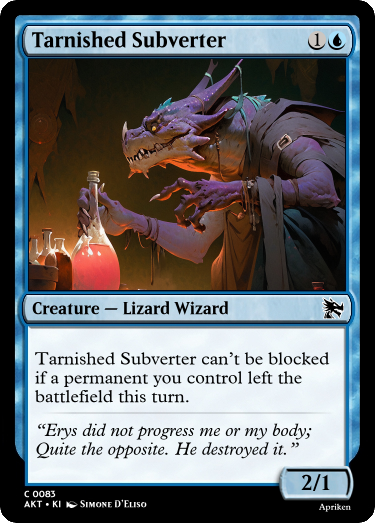 Tarnished Subverter 1
Creature — Lizard Wizard
Tarnished Subverter can't be blocked
if a permanent you control left the
battlefield this turn.
“Erys did not progress me or my body;
Quite the opposite. He destroyed it.”
2/1
C 0083
AKT • KI Simone D'Eliso
Apriken